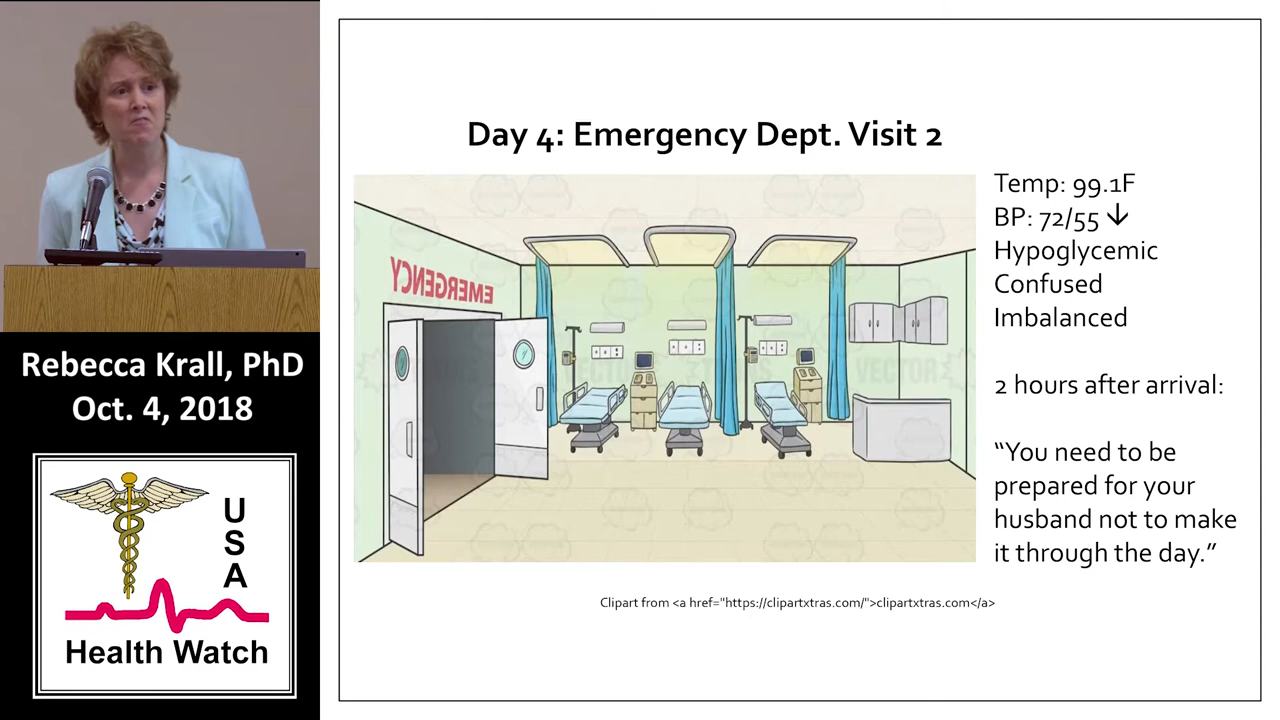 Day 4: Emergency Dept. Visit 2
EMERGENCY
Temp: 99.1F
BP: 72/55 ↓
Hypoglycemic
Confused
Imbalanced
2 hours after arrival:
“You need to be
prepared for your
husband not to make
it through the day.”
Clipart from <a href="https://clipartxtras.com/">clipartxtras.com</a>
Rebecca Krall, PhD
Oct. 4, 2018
USA
Health Watch